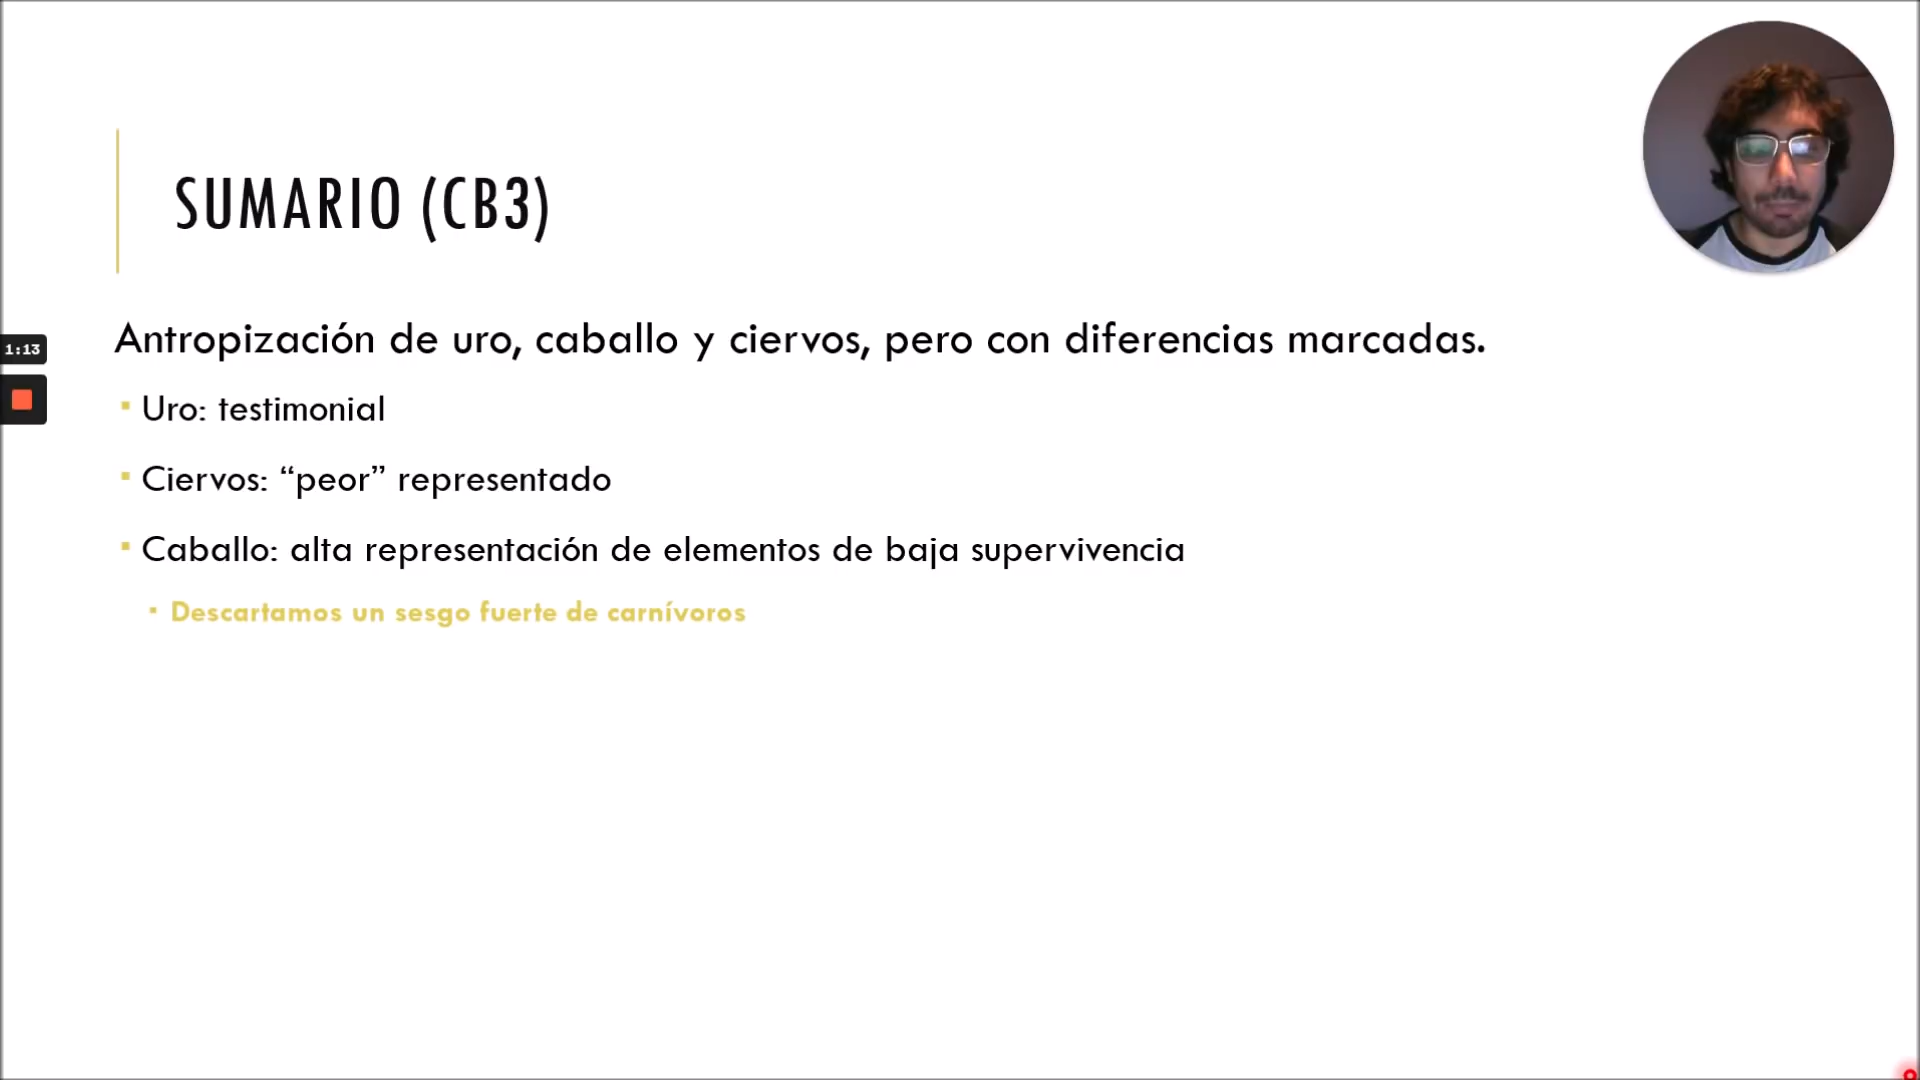 SUMARIO (CB3)
Antropización de uro, caballo y ciervos, pero con diferencias marcadas.
1:13
Uro: testimonial
Ciervos: “peor” representado
Caballo: alta representación de elementos de baja supervivencia
Descartamos un sesgo fuerte de carnívoros